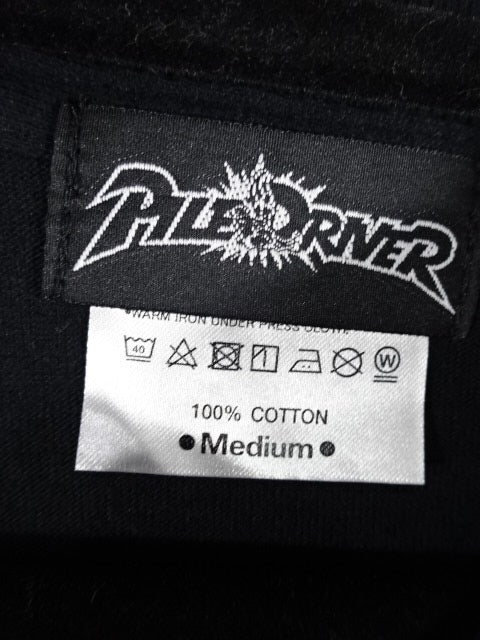 PILEDRIVER
•WARM IRON UNDER PRESS CLOTH.
40
W
100% COTTON
•Medium•